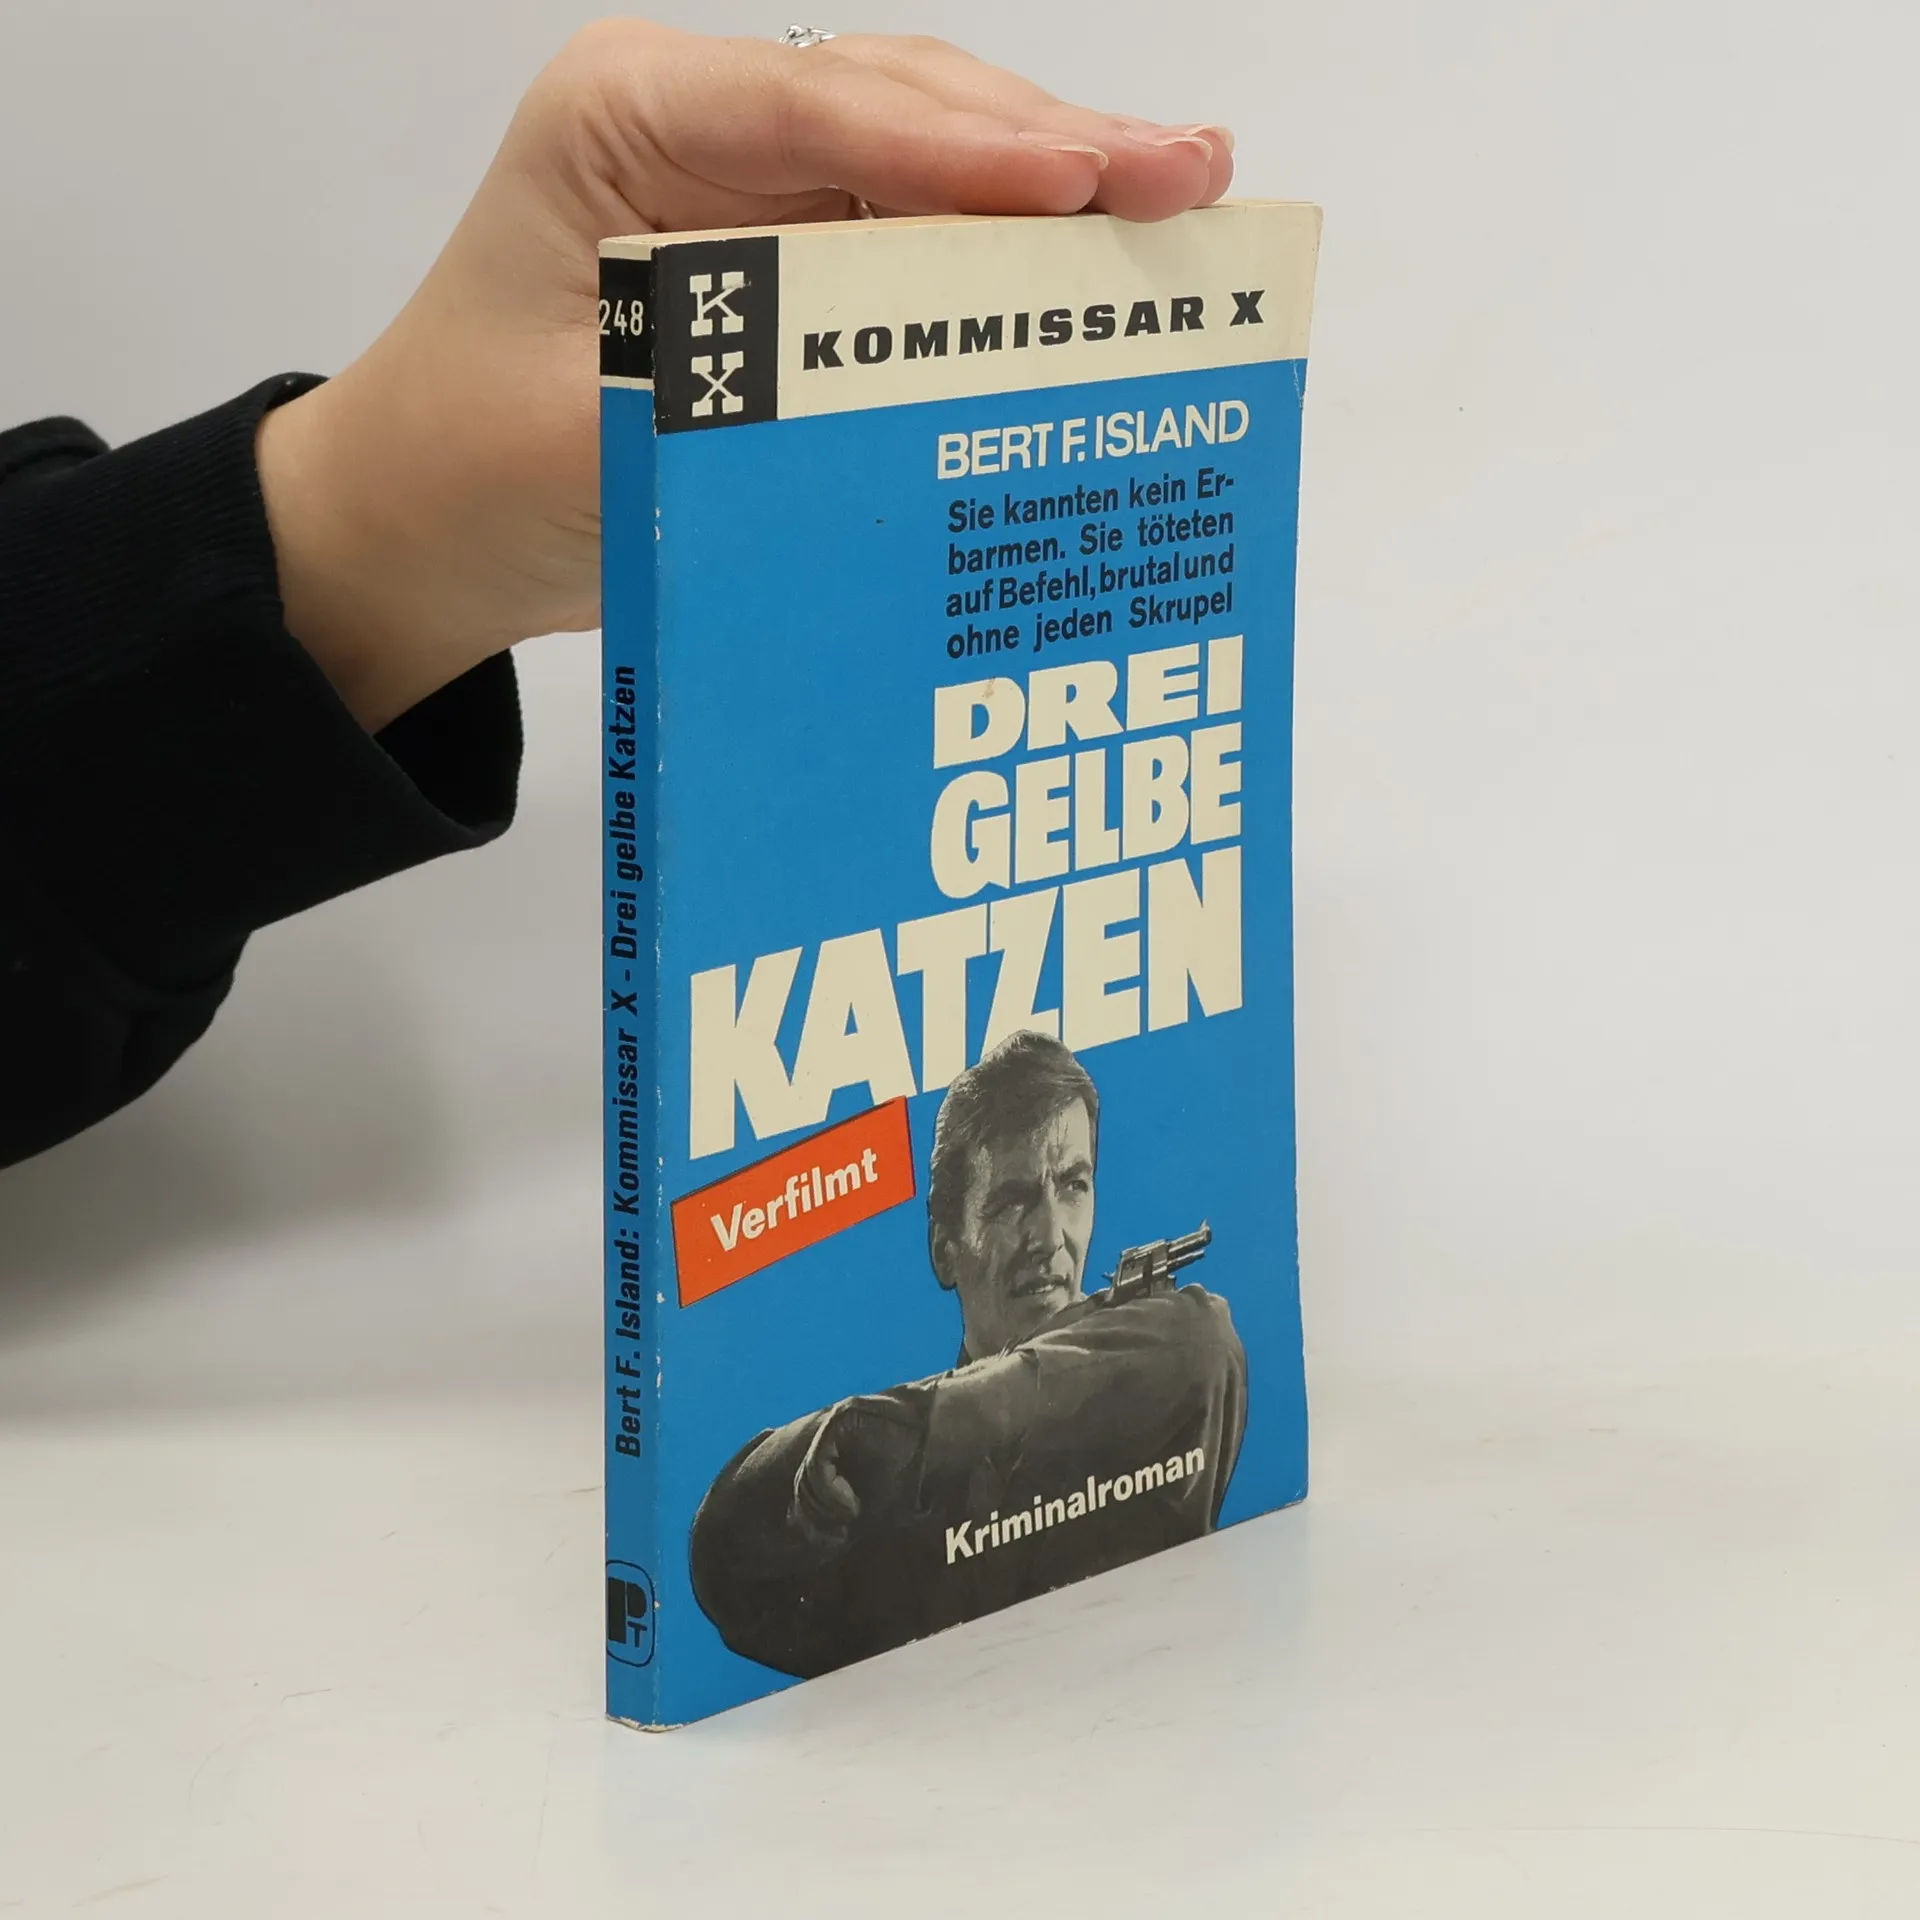 248
K
X
KOMMISSAR X
BERT F. ISLAND
Sie kannten kein Er-
barmen. Sie töteten
auf Befehl, brutal und
ohne jeden Skrupel
DREI
GELBE
KATZEN
Verfilmt
Kriminalroman
Bert F. Island: Kommissar X - Drei gelbe Katzen
PT